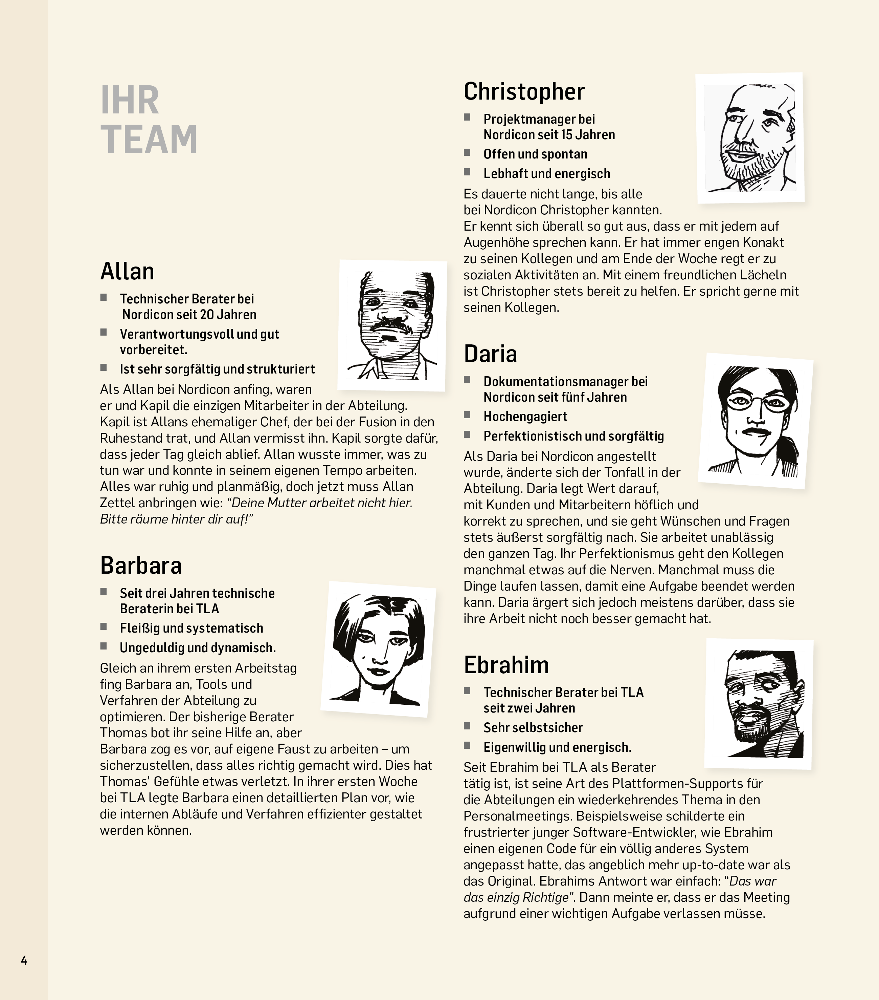 IHR
TEAM
Allan
Technischer Berater bei
Nordicon seit 20 Jahren
Verantwortungsvoll und gut
vorbereitet.
Ist sehr sorgfältig und strukturiert
Als Allan bei Nordicon anfing, waren
er und Kapil die einzigen Mitarbeiter in der Abteilung.
Kapil ist Allans ehemaliger Chef, der bei der Fusion in den
Ruhestand trat, und Allan vermisst ihn. Kapil sorgte dafür,
dass jeder Tag gleich ablief. Allan wusste immer, was zu
tun war und konnte in seinem eigenen Tempo arbeiten.
Alles war ruhig und planmäßig, doch jetzt muss Allan
Zettel anbringen wie: “Deine Mutter arbeitet nicht hier.
Bitte räume hinter dir auf!”
Barbara
Seit drei Jahren technische
Beraterin bei TLA
Fleißig und systematisch
Ungeduldig und dynamisch.
Gleich an ihrem ersten Arbeitstag
fing Barbara an, Tools und
Verfahren der Abteilung zu
optimieren. Der bisherige Berater
Thomas bot ihr seine Hilfe an, aber
Barbara zog es vor, auf eigene Faust zu arbeiten – um
sicherzustellen, dass alles richtig gemacht wird. Dies hat
Thomas’ Gefühle etwas verletzt. In ihrer ersten Woche
bei TLA legte Barbara einen detaillierten Plan vor, wie
die internen Abläufe und Verfahren effizienter gestaltet
werden können.
Christopher
Projektmanager bei
Nordicon seit 15 Jahren
Offen und spontan
Lebhaft und energisch
Es dauerte nicht lange, bis alle
bei Nordicon Christopher kannten.
Er kennt sich überall so gut aus, dass er mit jedem auf
Augenhöhe sprechen kann. Er hat immer engen Konakt
zu seinen Kollegen und am Ende der Woche regt er zu
sozialen Aktivitäten an. Mit einem freundlichen Lächeln
ist Christopher stets bereit zu helfen. Er spricht gerne mit
seinen Kollegen.
Daria
Dokumentationsmanager bei
Nordicon seit fünf Jahren
Hochengagiert
Perfektionistisch und sorgfältig
Als Daria bei Nordicon angestellt
wurde, änderte sich der Tonfall in der
Abteilung. Daria legt Wert darauf,
mit Kunden und Mitarbeitern höflich und
korrekt zu sprechen, und sie geht Wünschen und Fragen
stets äußerst sorgfältig nach. Sie arbeitet unablässig
den ganzen Tag. Ihr Perfektionismus geht den Kollegen
manchmal etwas auf die Nerven. Manchmal muss die
Dinge laufen lassen, damit eine Aufgabe beendet werden
kann. Daria ärgert sich jedoch meistens darüber, dass sie
ihre Arbeit nicht noch besser gemacht hat.
Ebrahim
Technischer Berater bei TLA
seit zwei Jahren
Sehr selbstsicher
Eigenwillig und energisch.
Seit Ebrahim bei TLA als Berater
tätig ist, ist seine Art des Plattformen-Supports für
die Abteilungen ein wiederkehrendes Thema in den
Personalmeetings. Beispielsweise schilderte ein
frustrierter junger Software-Entwickler, wie Ebrahim
einen eigenen Code für ein völlig anderes System
angepasst hatte, das angeblich mehr up-to-date war als
das Original. Ebrahims Antwort war einfach: “Das war
das einzig Richtige”. Dann meinte er, dass er das Meeting
aufgrund einer wichtigen Aufgabe verlassen müsse.
4